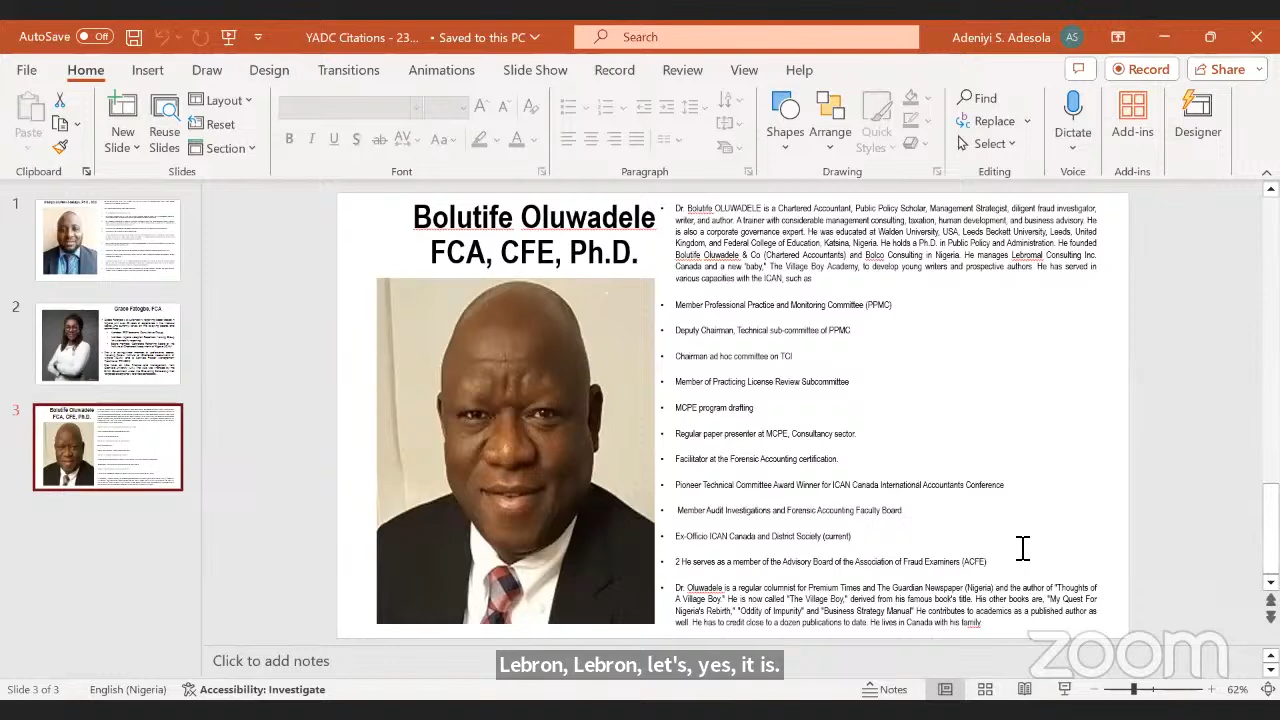 AutoSave Off YADC Citations - 23... • Saved to this PC Search Adeniyi S. Adesola AS
File Home Insert Draw Design Transitions Animations Slide Show Record Review View Help Record Share
Paste New Slide Reuse Slides Layout Reset Section Shapes Arrange Quick Styles Find Replace Select Dictate Add-ins Designer
Clipboard Slides Font Paragraph Drawing Editing Voice Add-ins
1
2
Grace Fatogbe, FCA
3
Bolutife Oluwadele
FCA, CFE, Ph.D.
Bolutife Oluwadele
FCA, CFE, Ph.D.
• Dr. Bolutife OLUWADELE is a Chartered Accountant, Public Policy Scholar, Management Strategist, diligent fraud investigator,
writer, and author. A trainer with considerable management consulting, taxation, human development, and business advisory. He
is also a corporate governance expert. He was educated at Walden University, USA, Leeds Beckett University, Leeds, United
Kingdom, and Federal College of Education, Osiena, Nigeria. He holds a Ph.D. in Public Policy and Administration. He founded
Bolutife Oluwadele & Co (Chartered Accountants) and Bolco Consulting in Nigeria. He manages Lebromal Consulting Inc.
Canada and a new 'baby," The Village Boy Academy, to develop young writers and prospective authors. He has served in
various capacities with the ICAN, such as
• Member Professional Practice and Monitoring Committee (PPMC)
• Deputy Chairman, Technical sub-committee of PPMC
• Chairman ad hoc committee on TCI
• Member of Practicing License Review Subcommittee
• MCPE program drafting
• Regular paper presenter at MCPE, Consultancy sector.
• Facilitator at the Forensic Accounting certification.
• Pioneer Technical Committee Award Winner for ICAN Canada International Accountants Conference
• Member Audit Investigations and Forensic Accounting Faculty Board
• Ex-Officio ICAN Canada and District Society (current)
• 2 He serves as a member of the Advisory Board of the Association of Fraud Examiners (ACFE)
• Dr. Oluwadele is a regular columnist for Premium Times and The Guardian Newspaper (Nigeria) and the author of "Thoughts of
A Village Boy." He is now called "The Village Boy," derived from his famous book's title. His other books are, "My Quest For
Nigeria's Rebirth," "Oddity of Impunity" and "Business Strategy Manual" He contributes to academics as a published author as
well. He has to credit close to a dozen publications to date. He lives in Canada with his family
zoom
Click to add notes
Lebron, Lebron, let's, yes, it is.
Slide 3 of 3 English (Nigeria) Accessibility: Investigate Notes 62%